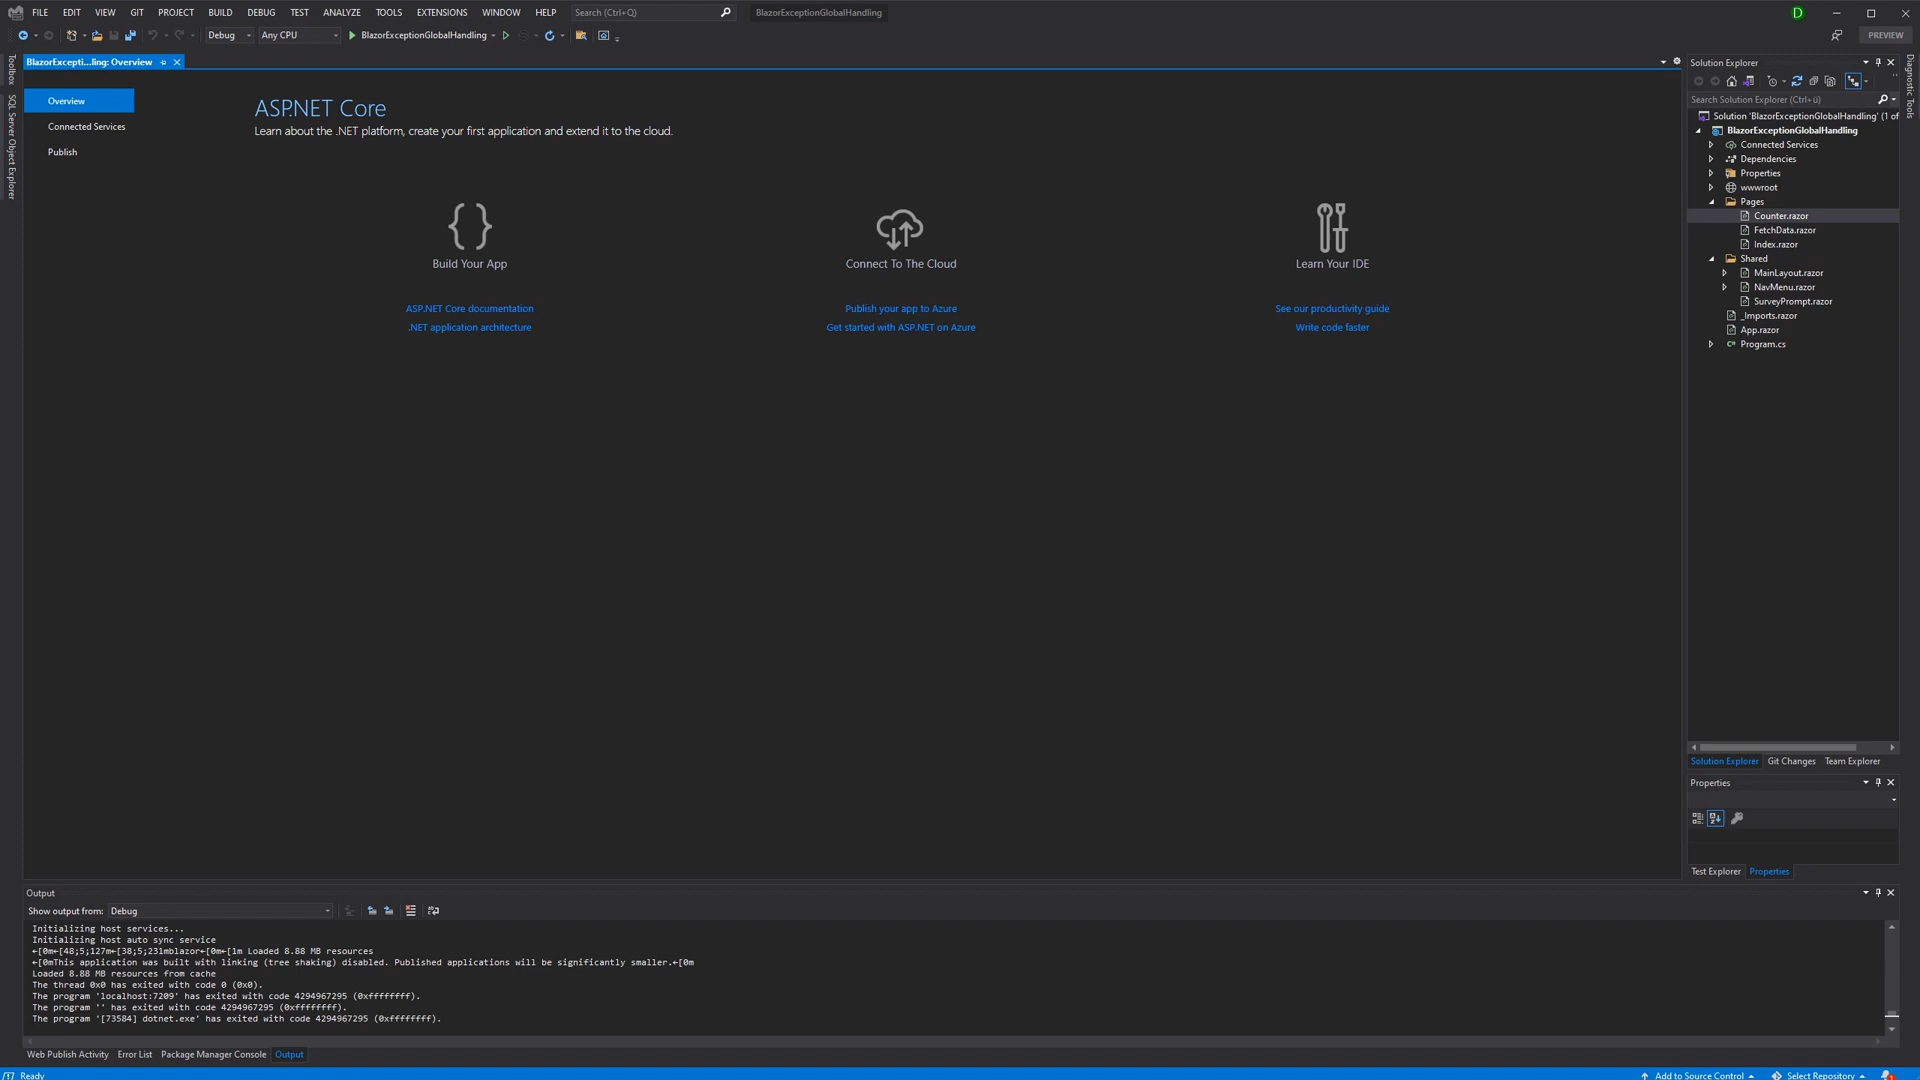 FILE EDIT VIEW GIT PROJECT BUILD DEBUG TEST ANALYZE TOOLS EXTENSIONS WINDOW HELP Search (Ctrl+Q) BlazorExceptionGlobalHandling D
Debug Any CPU BlazorExceptionGlobalHandling PREVIEW
Toolbox
SQL Server Object Explorer
BlazorExcepti...ling: Overview
Overview
Connected Services
Publish
ASP.NET Core
Learn about the .NET platform, create your first application and extend it to the cloud.
Build Your App
ASP.NET Core documentation
.NET application architecture
Connect To The Cloud
Publish your app to Azure
Get started with ASP.NET on Azure
Learn Your IDE
See our productivity guide
Write code faster
Solution Explorer
Search Solution Explorer (Ctrl+ü)
Solution 'BlazorExceptionGlobalHandling' (1 of
BlazorExceptionGlobalHandling
Connected Services
Dependencies
Properties
wwwroot
Pages
Counter.razor
FetchData.razor
Index.razor
Shared
MainLayout.razor
NavMenu.razor
SurveyPrompt.razor
_Imports.razor
App.razor
C# Program.cs
Solution Explorer Git Changes Team Explorer
Properties
Test Explorer Properties
Diagnostic Tools
Output
Show output from: Debug
Initializing host services...
Initializing host auto sync service
←[0m←[48;5;127m←[38;5;231mblazor←[0m←[1m Loaded 8.88 MB resources
←[0mThis application was built with linking (tree shaking) disabled. Published applications will be significantly smaller.←[0m
Loaded 8.88 MB resources from cache
The thread 0x0 has exited with code 0 (0x0).
The program 'localhost:7209' has exited with code 4294967295 (0xffffffff).
The program '' has exited with code 4294967295 (0xffffffff).
The program '[73584] dotnet.exe' has exited with code 4294967295 (0xffffffff).
Web Publish Activity Error List Package Manager Console Output
Ready Add to Source Control Select Repository